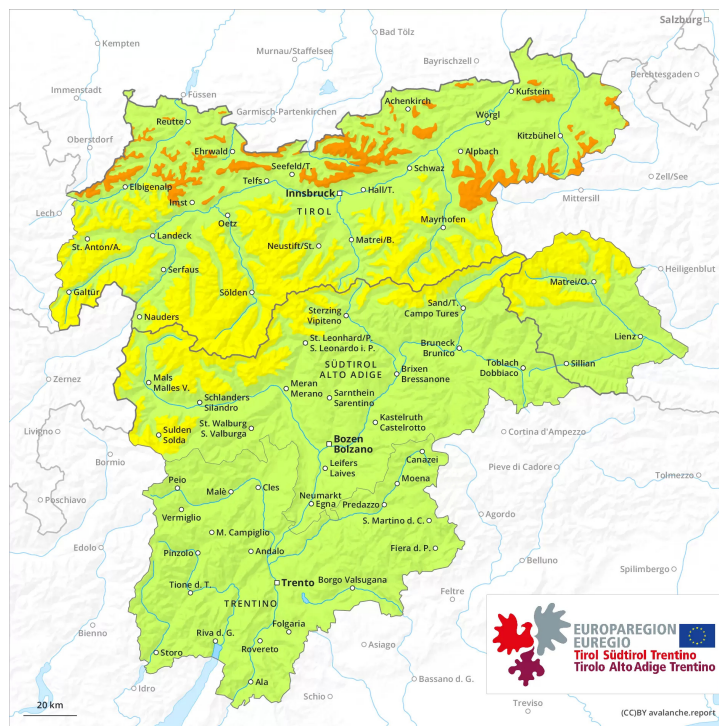 Salzburg
Kempten
Bad Tölz
Murnau/Staffelsee
Bayrischzell
Berchtesgaden
Immenstadt
Füssen
Garmisch-Partenkirchen
Achenkirch
Kufstein
Reutte
Wörgl
Oberstdorf
Kitzbühel
Ehrwald
Seefeld/T.
Alpbach
Schwaz
Telfs
Zell/See
Elbigenalp
Innsbruck
Hall/T.
Mittersill
Imst
Lech
TIROL
Oetz
Mayrhofen
St. Anton/A.
Landeck
Neustift/St.
Matrei/B.
Serfaus
Heiligenblut
Matrei/O.
Galtür
Sölden
Sand/T.
Campo Tures
Nauders
Sterzing
Vipiteno
Lienz
St. Leonhard/P.
S. Leonardo i. P.
Bruneck
Brunico
Toblach
Dobbiaco
Sillian
SÜDTIROL
ALTO ADIGE
Brixen
Bressanone
Zernez
Mals
Malles V.
Meran
Merano
Schlanders
Silandro
Sarnthein
Sarentino
St. Walburg
S. Valburga
Kastelruth
Castelrotto
Livigno
Sulden
Solda
Bozen
Bolzano
Cortina d'Ampezzo
Bormio
Leifers
Laives
Canazei
Pieve di Cadore
Tolmezzo
Peio
Malè
Cles
Moena
Poschiavo
Neumarkt
Egna
Predazzo
Vermiglio
Agordo
S. Martino d. C.
M. Campiglio
Edolo
Pinzolo
Andalo
Fiera d. P.
Belluno
Spilimbergo
Tione d. T.
Trento
Borgo Valsugana
Feltre
TRENTINO
Folgaria
Bienno
Riva d. G.
Rovereto
Asiago
Storo
Ala
Bassano d. G.
Idro
Schio
Treviso
EUROPAREGION
EUREGIO
Tirol Südtirol Trentino
Tirolo Alto Adige Trentino
20 km
(CC)BY avalanche.report